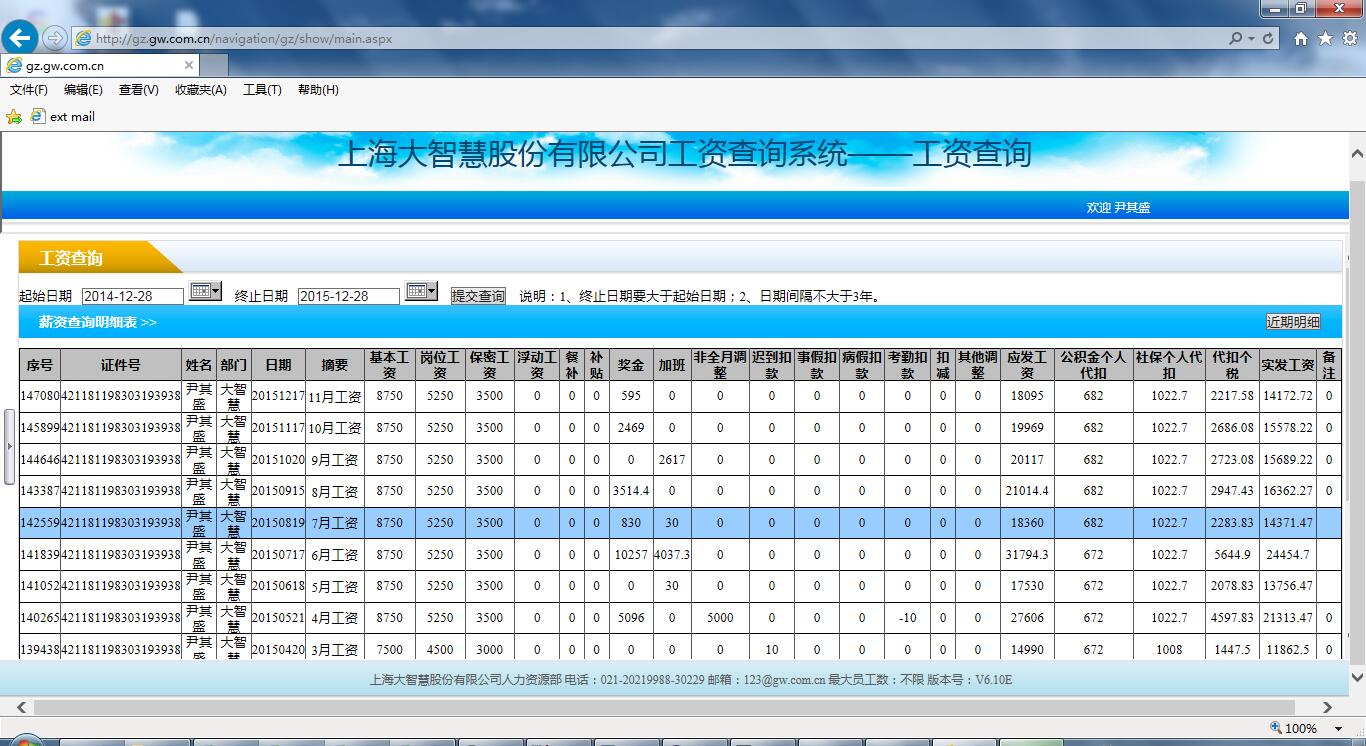 http://gz.gw.com.cn/navigation/gz/show/main.aspx
gz.gw.com.cn
文件(F) 编辑(E) 查看(V) 收藏夹(A) 工具(T) 帮助(H)
ext mail
上海大智慧股份有限公司工资查询系统——工资查询
欢迎 尹其盛
工资查询
起始日期 2014-12-28 终止日期 2015-12-28 提交查询 说明：1、终止日期要大于起始日期；2、日期间隔不大于3年。
薪资查询明细表 >> 近期明细
序号 证件号 姓名 部门 日期 摘要 基本工资 岗位工资 保密工资 浮动工资 餐补 补贴 奖金 加班 非全月调整 迟到扣款 事假扣款 病假扣款 考勤扣款 扣减 其他调整 应发工资 公积金个人代扣 社保个人代扣 代扣个税 实发工资 备注
147080 421181198303193938 尹其盛 大智慧 20151217 11月工资 8750 5250 3500 0 0 0 595 0 0 0 0 0 0 0 0 18095 682 1022.7 2217.58 14172.72 0
145899 421181198303193938 尹其盛 大智慧 20151117 10月工资 8750 5250 3500 0 0 0 2469 0 0 0 0 0 0 0 0 19969 682 1022.7 2686.08 15578.22 0
144646 421181198303193938 尹其盛 大智慧 20151020 9月工资 8750 5250 3500 0 0 0 0 2617 0 0 0 0 0 0 0 20117 682 1022.7 2723.08 15689.22 0
143387 421181198303193938 尹其盛 大智慧 20150915 8月工资 8750 5250 3500 0 0 0 3514.4 0 0 0 0 0 0 0 0 21014.4 682 1022.7 2947.43 16362.27 0
142559 421181198303193938 尹其盛 大智慧 20150819 7月工资 8750 5250 3500 0 0 0 830 30 0 0 0 0 0 0 0 18360 682 1022.7 2283.83 14371.47
141839 421181198303193938 尹其盛 大智慧 20150717 6月工资 8750 5250 3500 0 0 0 10257 4037.3 0 0 0 0 0 0 0 31794.3 672 1022.7 5644.9 24454.7
141052 421181198303193938 尹其盛 大智慧 20150618 5月工资 8750 5250 3500 0 0 0 0 30 0 0 0 0 0 0 0 17530 672 1022.7 2078.83 13756.47
140265 421181198303193938 尹其盛 大智慧 20150521 4月工资 8750 5250 3500 0 0 0 5096 0 5000 0 0 0 -10 0 0 27606 672 1022.7 4597.83 21313.47 0
139438 421181198303193938 尹其盛 大智慧 20150420 3月工资 7500 4500 3000 0 0 0 0 0 0 10 0 0 0 0 0 14990 672 1008 1447.5 11862.5 0
上海大智慧股份有限公司人力资源部 电话：021-20219988-30229 邮箱：123@gw.com.cn 最大员工数：不限 版本号：V6.10E
100%